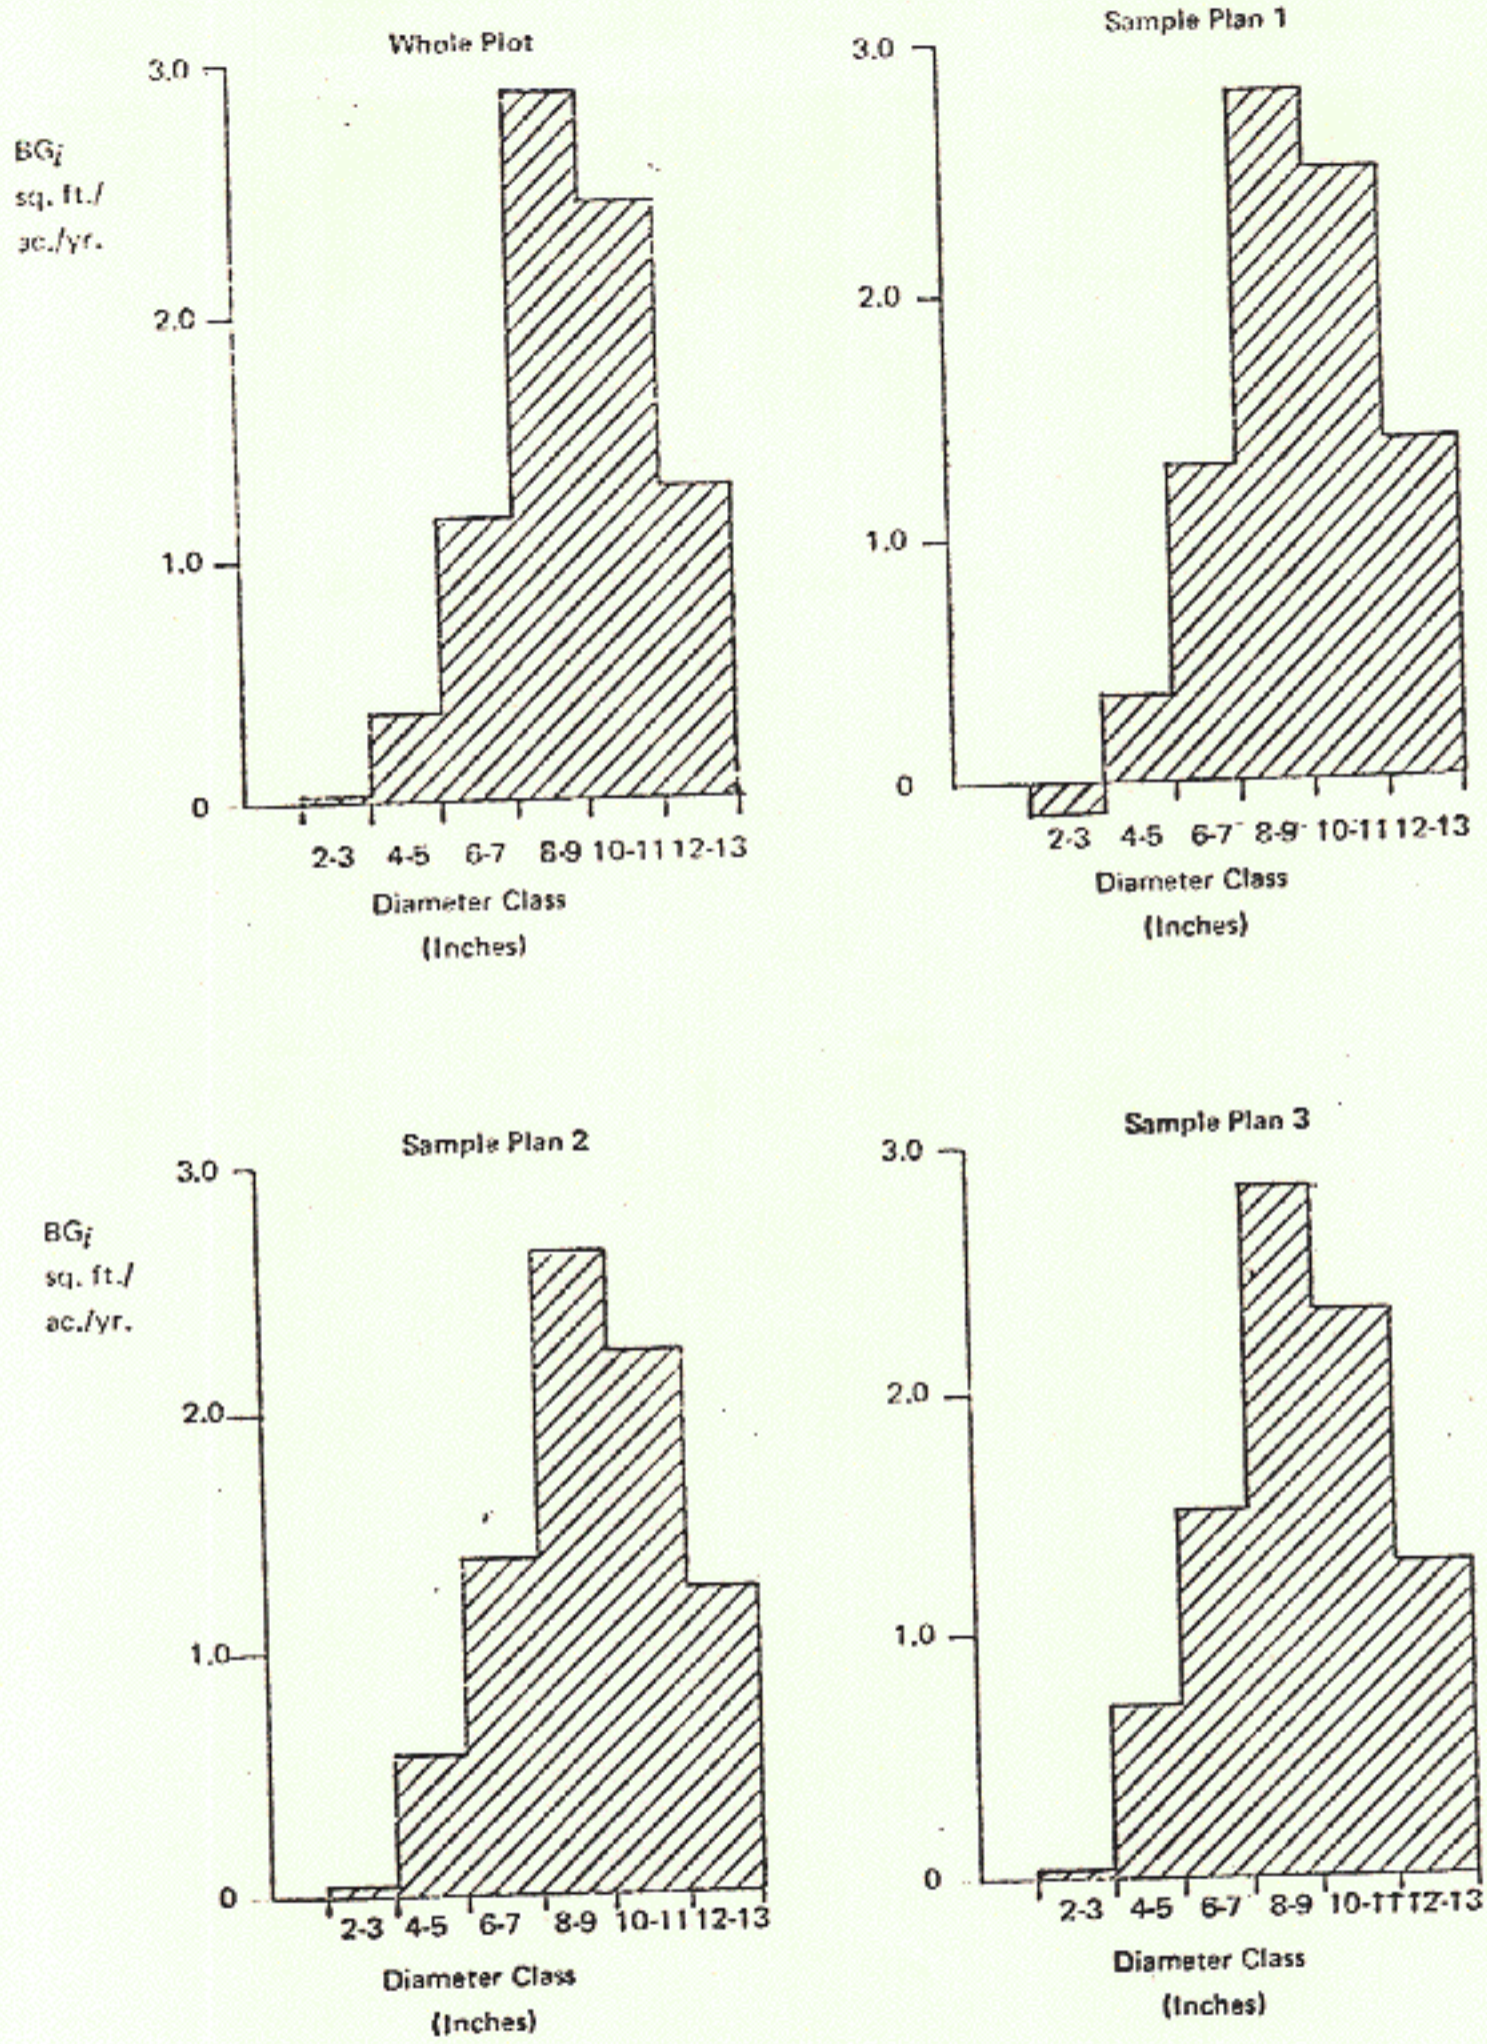 Whole Plot
3.0
BGi
sq. ft./
ac./yr.
2.0
1.0
0
2-3 4-5 6-7 8-9 10-11 12-13
Diameter Class
(Inches)
Sample Plan 1
3.0
2.0
1.0
0
2-3 4-5 6-7 8-9 10-11 12-13
Diameter Class
(Inches)
Sample Plan 2
3.0
BGi
sq. ft./
ac./yr.
2.0
1.0
0
2-3 4-5 6-7 8-9 10-11 12-13
Diameter Class
(Inches)
Sample Plan 3
3.0
2.0
1.0
0
2-3 4-5 6-7 8-9 10-11 12-13
Diameter Class
(Inches)